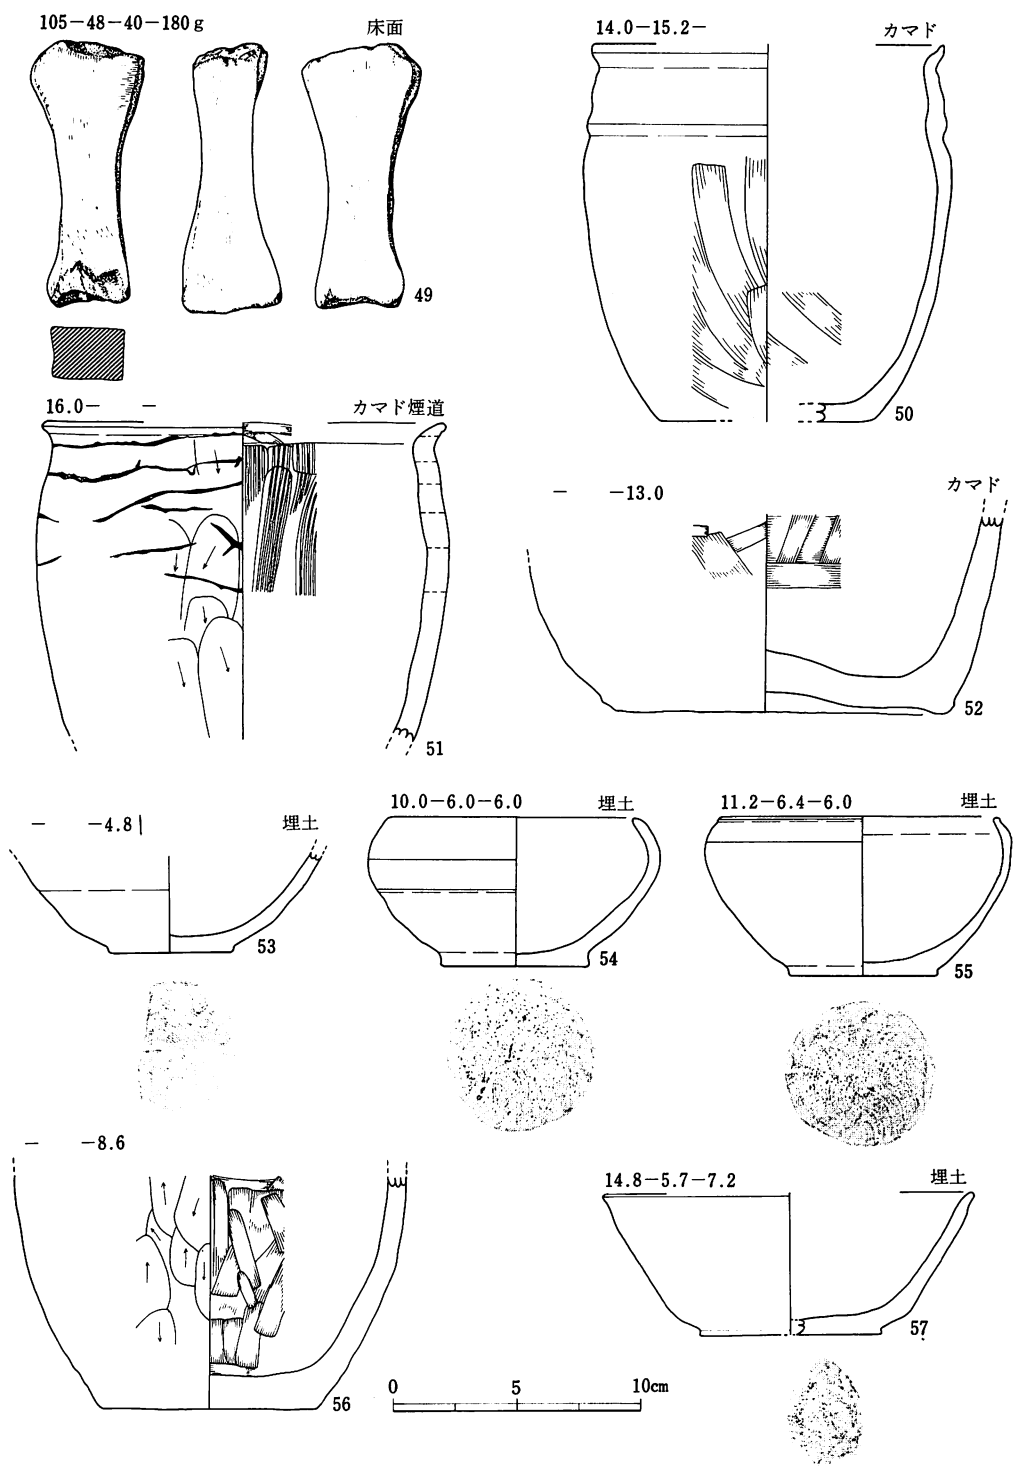 105－48－40－180g 床面
49
14.0－15.2－ カマド
50
16.0－ － カマド煙道
51
－ －13.0 カマド
52
－ －4.8 埋土
53
10.0－6.0－6.0 埋土
54
11.2－6.4－6.0 埋土
55
－ －8.6
56
14.8－5.7－7.2 埋土
57
0 5 10cm